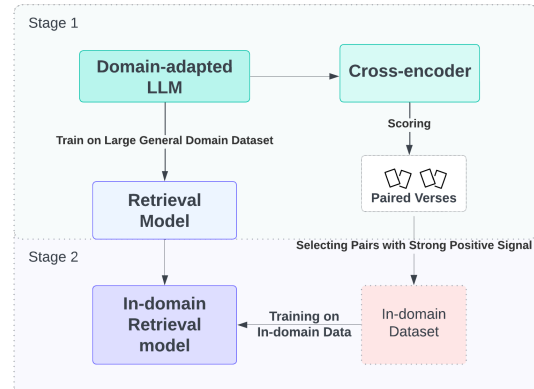 Stage 1
Domain-adapted
LLM
Cross-encoder
Train on Large General Domain Dataset
Scoring
Retrieval
Model
Paired Verses
Selecting Pairs with Strong Positive Signal
Stage 2
In-domain
Retrieval
model
Training on
In-domain Data
In-domain
Dataset